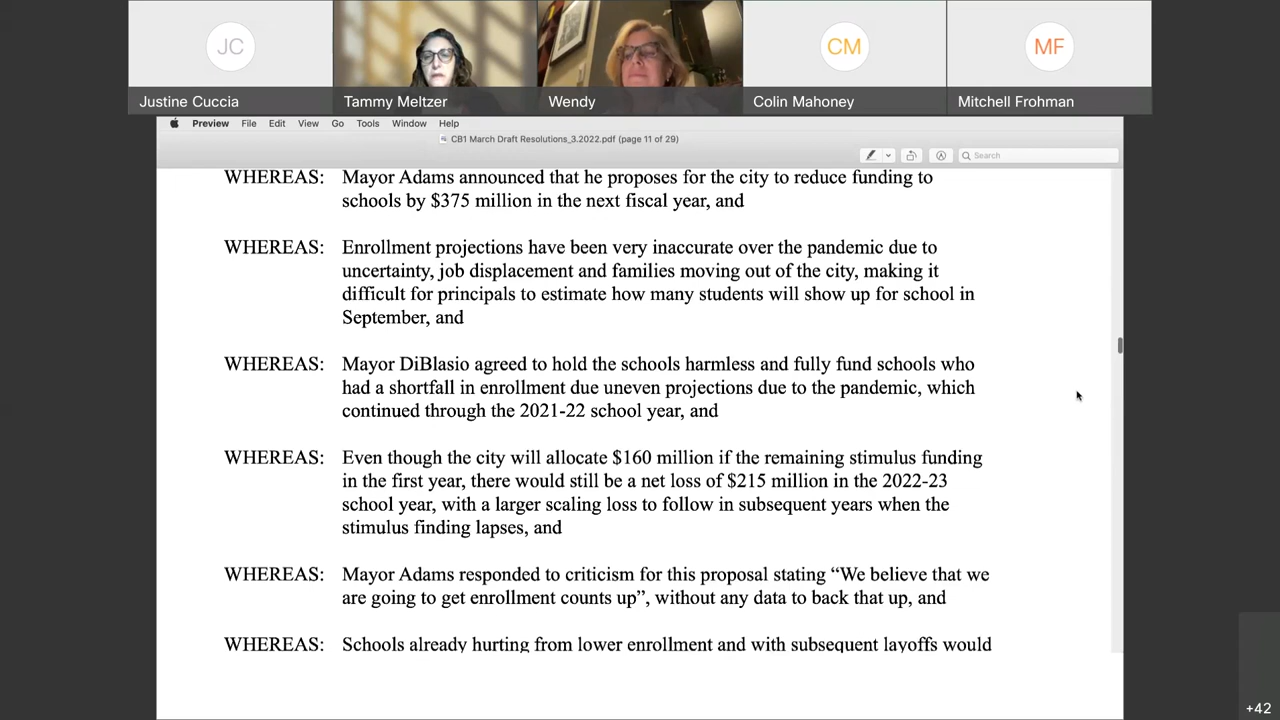 JC
CM
MF
Justine Cuccia
Tammy Meltzer
Wendy
Colin Mahoney
Mitchell Frohman
Preview File Edit View Go Tools Window Help
CB1 March Draft Resolutions_3.2022.pdf (page 11 of 29)
Search
WHEREAS: Mayor Adams announced that he proposes for the city to reduce funding to
schools by $375 million in the next fiscal year, and
WHEREAS: Enrollment projections have been very inaccurate over the pandemic due to
uncertainty, job displacement and families moving out of the city, making it
difficult for principals to estimate how many students will show up for school in
September, and
WHEREAS: Mayor DiBlasio agreed to hold the schools harmless and fully fund schools who
had a shortfall in enrollment due uneven projections due to the pandemic, which
continued through the 2021-22 school year, and
WHEREAS: Even though the city will allocate $160 million if the remaining stimulus funding
in the first year, there would still be a net loss of $215 million in the 2022-23
school year, with a larger scaling loss to follow in subsequent years when the
stimulus finding lapses, and
WHEREAS: Mayor Adams responded to criticism for this proposal stating “We believe that we
are going to get enrollment counts up”, without any data to back that up, and
WHEREAS: Schools already hurting from lower enrollment and with subsequent layoffs would
+42